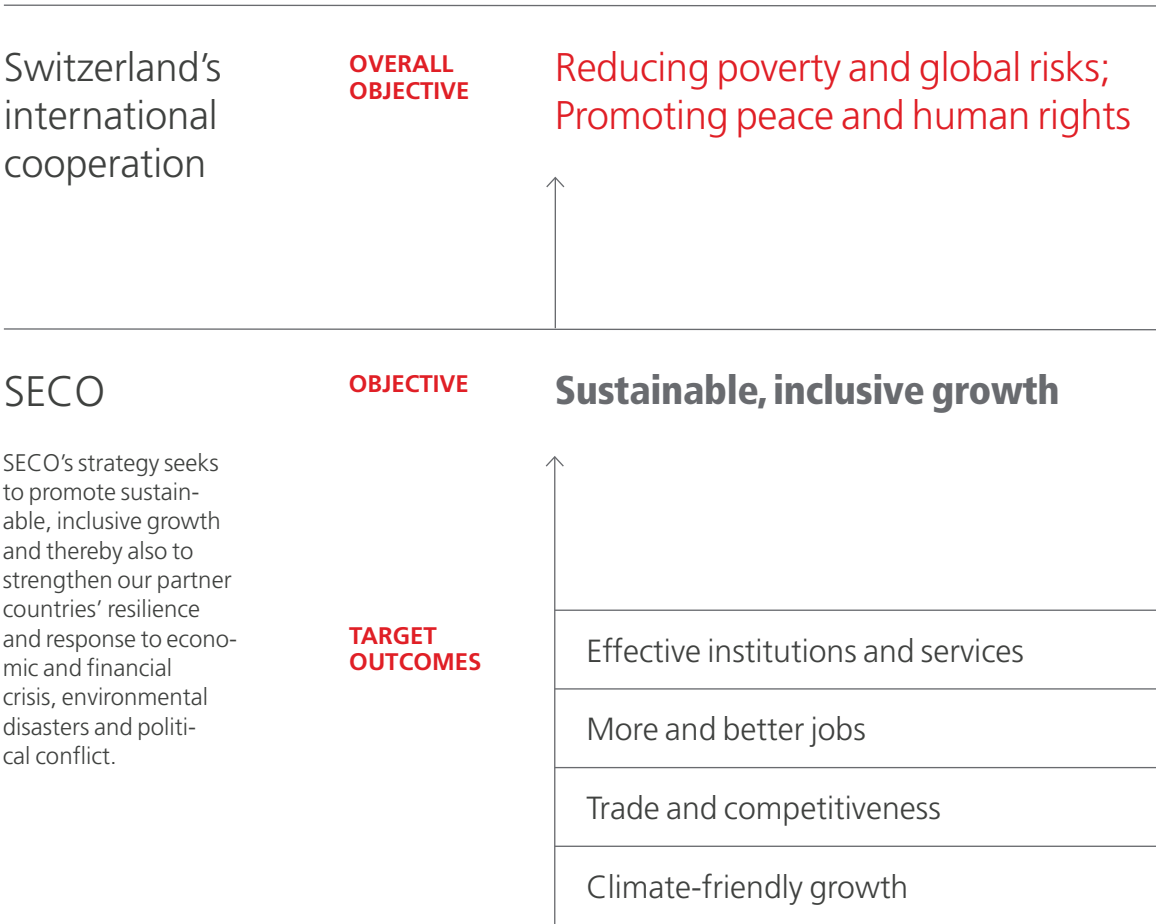 Switzerland's
international
cooperation
OVERALL
OBJECTIVE
Reducing poverty and global risks;
Promoting peace and human rights
SECO
OBJECTIVE
Sustainable, inclusive growth
SECO's strategy seeks
to promote sustain-
able, inclusive growth
and thereby also to
strengthen our partner
countries' resilience
and response to econo-
mic and financial
crisis, environmental
disasters and politi-
cal conflict.
TARGET
OUTCOMES
Effective institutions and services
More and better jobs
Trade and competitiveness
Climate-friendly growth